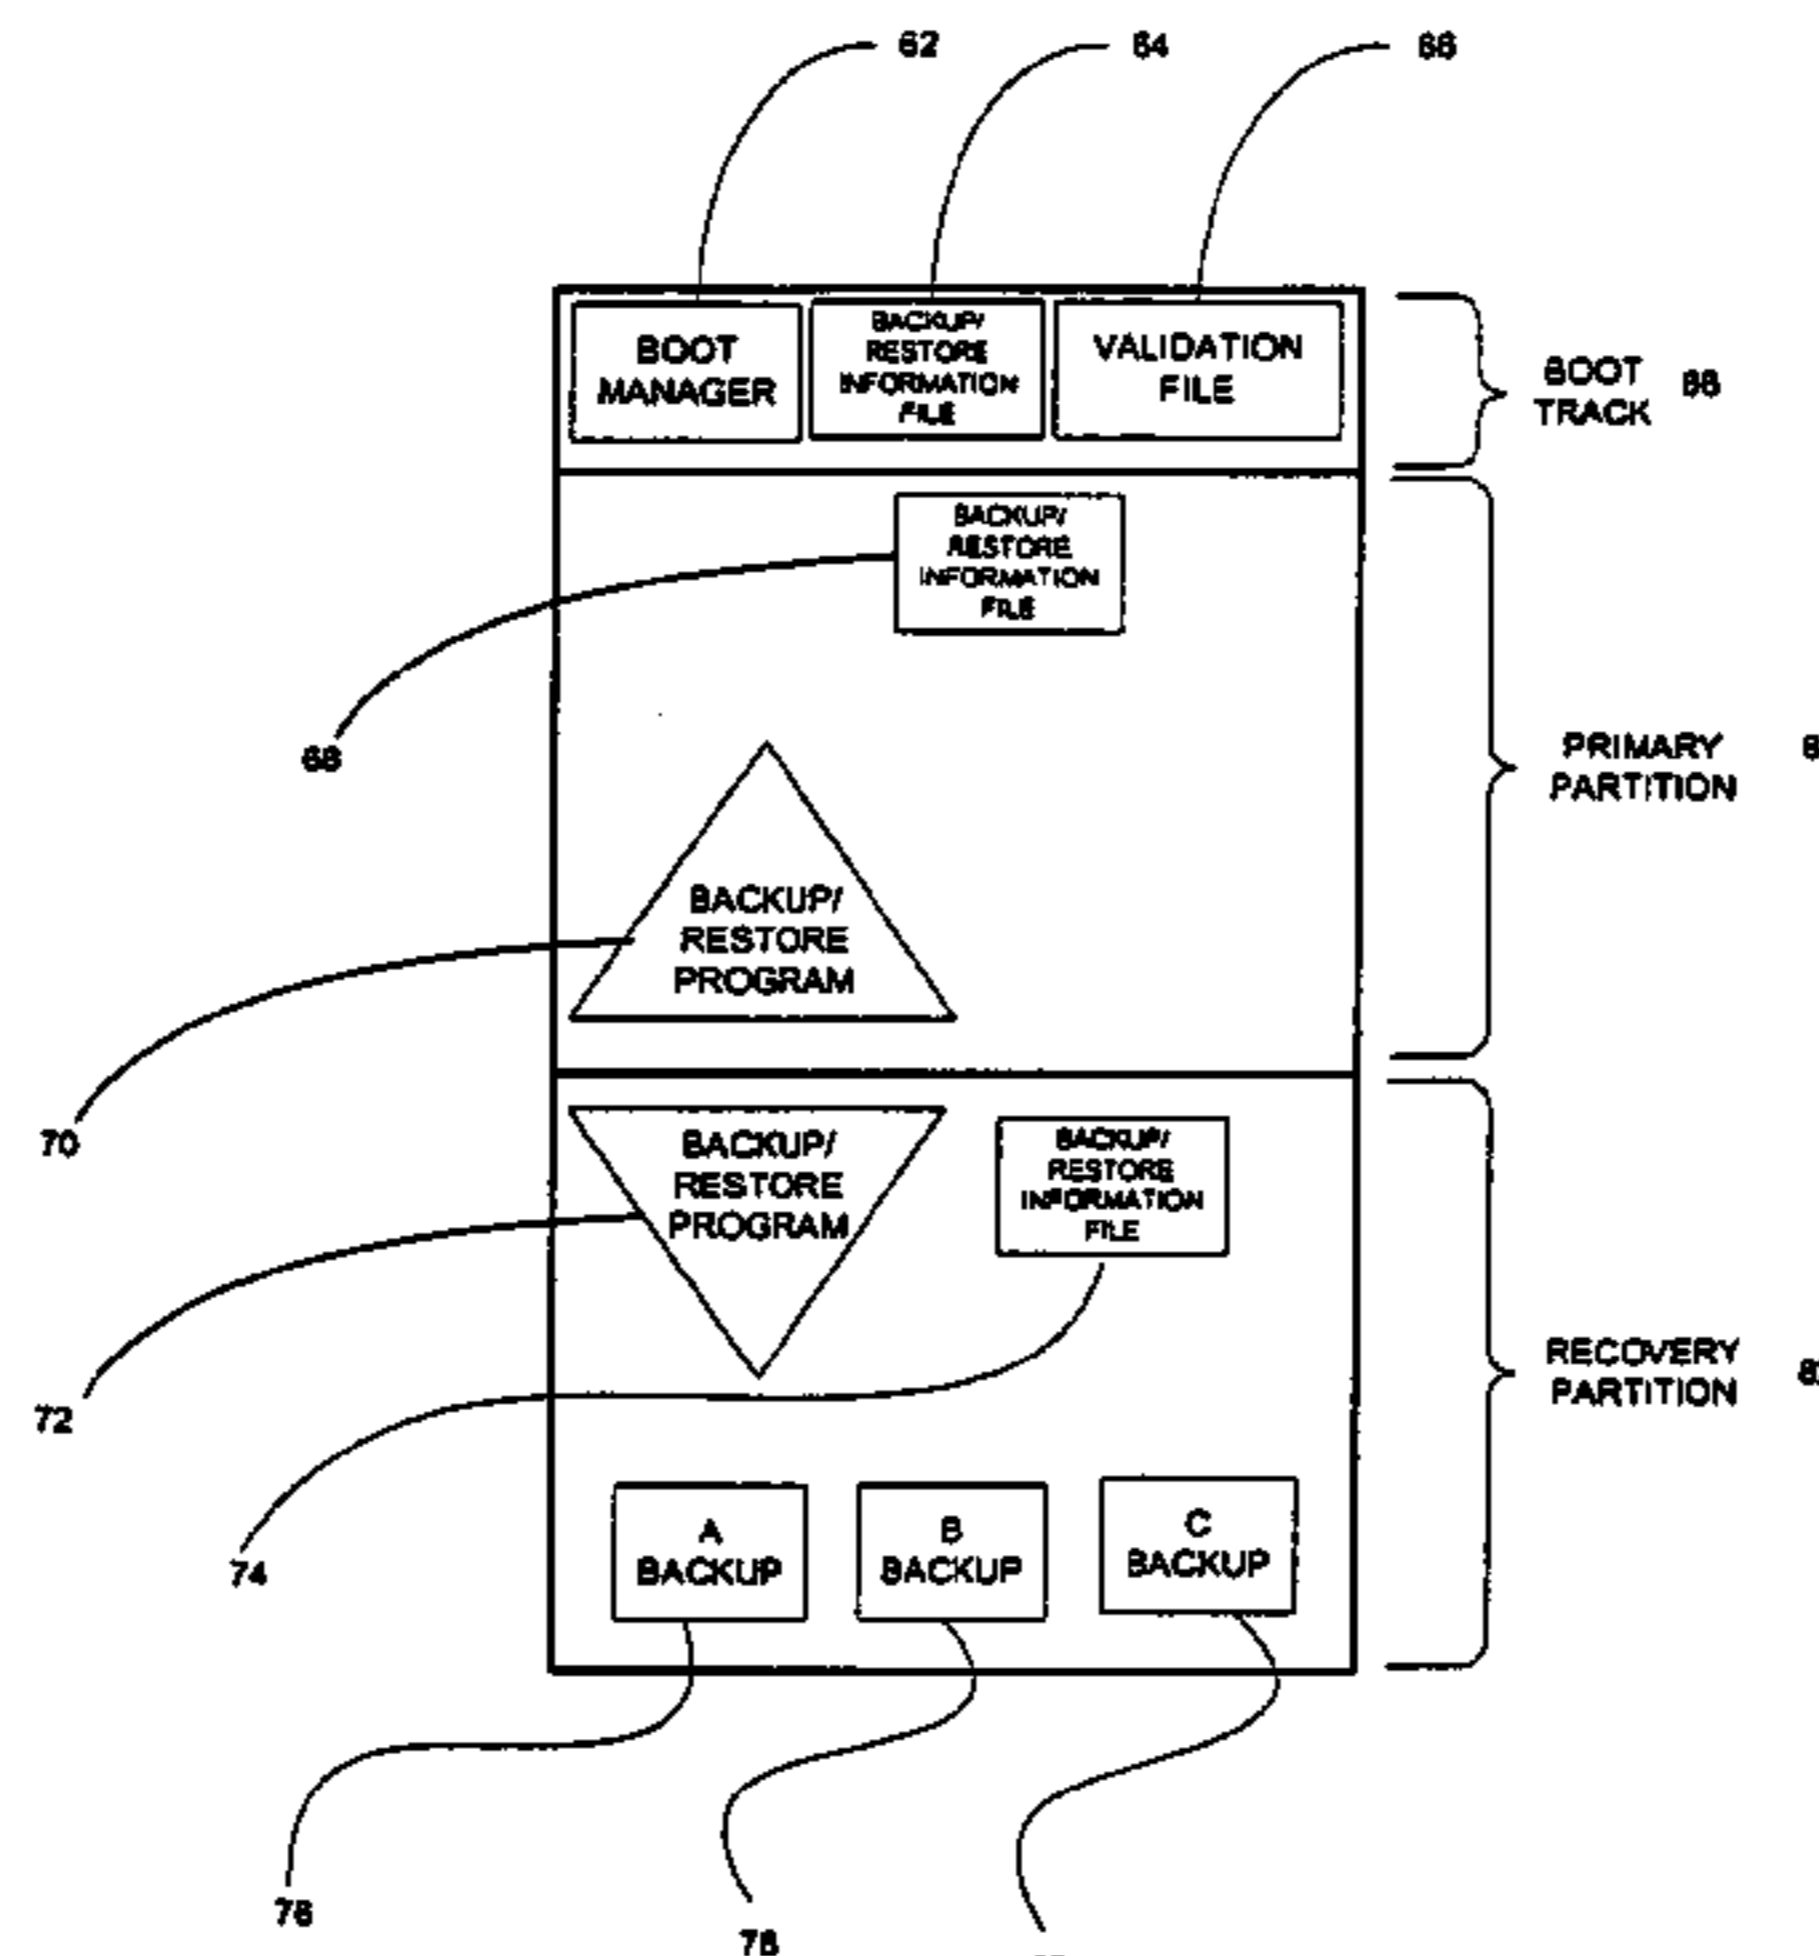 62 64 66
BOOT
MANAGER
BACKUP/
RESTORE
INFORMATION
FILE
VALIDATION
FILE
BOOT
TRACK
BACKUP/
RESTORE
INFORMATION
FILE
68
PRIMARY
PARTITION
BACKUP/
RESTORE
PROGRAM
70
BACKUP/
RESTORE
PROGRAM
BACKUP/
RESTORE
INFORMATION
FILE
72
RECOVERY
PARTITION
74
A
BACKUP
B
BACKUP
C
BACKUP
76
78